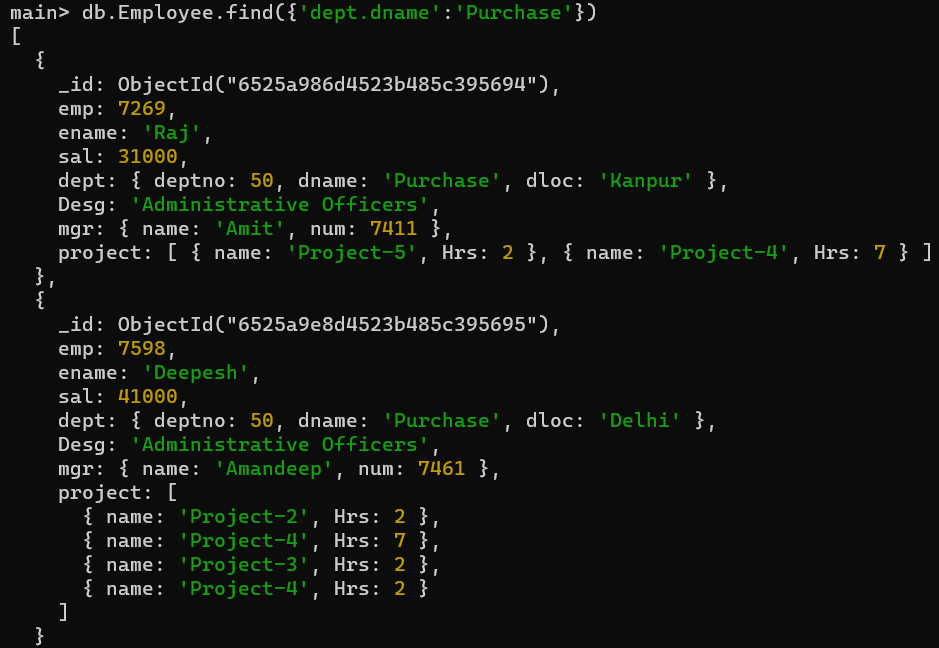 main> db.Employee.find({'dept.dname':'Purchase'})
[
  {
    _id: ObjectId("6525a986d4523b485c395694"),
    emp: 7269,
    ename: 'Raj',
    sal: 31000,
    dept: { deptno: 50, dname: 'Purchase', dloc: 'Kanpur' },
    Desg: 'Administrative Officers',
    mgr: { name: 'Amit', num: 7411 },
    project: [ { name: 'Project-5', Hrs: 2 }, { name: 'Project-4', Hrs: 7 } ]
  },
  {
    _id: ObjectId("6525a9e8d4523b485c395695"),
    emp: 7598,
    ename: 'Deepesh',
    sal: 41000,
    dept: { deptno: 50, dname: 'Purchase', dloc: 'Delhi' },
    Desg: 'Administrative Officers',
    mgr: { name: 'Amandeep', num: 7461 },
    project: [
      { name: 'Project-2', Hrs: 2 },
      { name: 'Project-4', Hrs: 7 },
      { name: 'Project-3', Hrs: 2 },
      { name: 'Project-4', Hrs: 2 }
    ]
  }